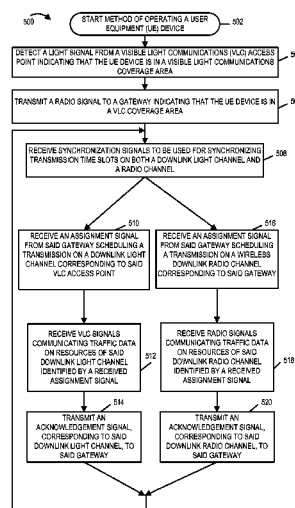 500
START METHOD OF OPERATING A USER
EQUIPMENT (UE) DEVICE
502
DETECT A LIGHT SIGNAL FROM A VISIBLE LIGHT COMMUNICATIONS (VLC) ACCESS
POINT INDICATING THAT THE UE DEVICE IS IN A VISIBLE LIGHT COMMUNICATIONS
COVERAGE AREA
TRANSMIT A RADIO SIGNAL TO A GATEWAY INDICATING THAT THE UE DEVICE IS IN
A VLC COVERAGE AREA
RECEIVE SYNCHRONIZATION SIGNALS TO BE USED FOR SYNCHRONIZING
TRANSMISSION TIME SLOTS ON BOTH A DOWNLINK LIGHT CHANNEL AND
A RADIO CHANNEL
508
510
RECEIVE AN ASSIGNMENT SIGNAL
FROM SAID GATEWAY SCHEDULING A
TRANSMISSION ON A DOWNLINK
LIGHT CHANNEL CORRESPONDING TO
SAID VLC ACCESS POINT
516
RECEIVE AN ASSIGNMENT SIGNAL
FROM SAID GATEWAY SCHEDULING
A TRANSMISSION ON A WIRELESS
DOWNLINK RADIO CHANNEL
CORRESPONDING TO SAID GATEWAY
RECEIVE VLC SIGNALS
COMMUNICATING TRAFFIC DATA
ON RESOURCES OF SAID
DOWNLINK LIGHT CHANNEL
IDENTIFIED BY A RECEIVED
ASSIGNMENT SIGNAL
512
RECEIVE RADIO SIGNALS
COMMUNICATING TRAFFIC DATA
ON RESOURCES OF SAID
DOWNLINK RADIO CHANNEL
IDENTIFIED BY A RECEIVED
ASSIGNMENT SIGNAL
518
514
TRANSMIT AN
ACKNOWLEDGEMENT SIGNAL,
CORRESPONDING TO SAID
DOWNLINK LIGHT CHANNEL, TO
SAID GATEWAY
520
TRANSMIT AN
ACKNOWLEDGEMENT SIGNAL,
CORRESPONDING TO SAID
DOWNLINK RADIO CHANNEL, TO
SAID GATEWAY